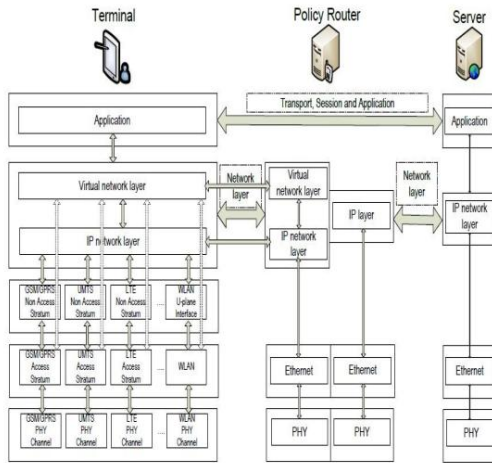 Terminal
Policy Router
Server
Transport, Session and Application
Application
Application
Virtual network layer
Network
layer
Virtual
network layer
Network
layer
IP layer
IP network layer
IP network
layer
IP network
layer
GSM/GPRS
Non Access
Stratum
UMTS
Non Access
Stratum
LTE
Non Access
Stratum
....
WLAN
U-plane
Interface
GSM/GPRS
Access
Stratum
UMTS
Access
Stratum
LTE
Access
Stratum
...
WLAN
Ethernet
Ethernet
Ethernet
GSM/GPRS
PHY
Channel
UMTS
PHY
Channel
LTE
PHY
Channel
....
WLAN
PHY
Channel
PHY
PHY
PHY